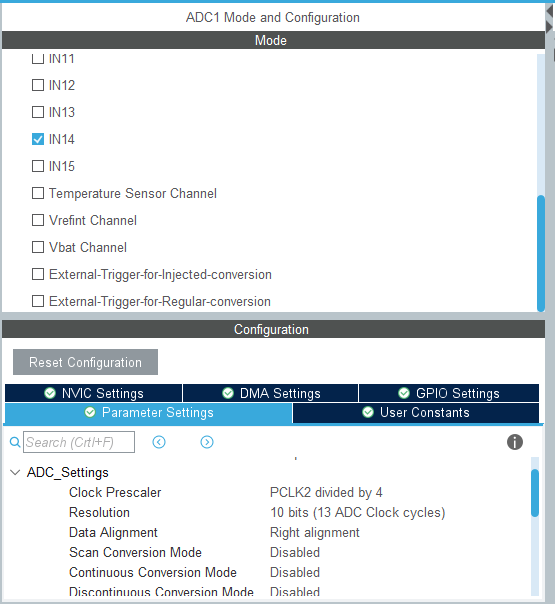 ADC1 Mode and Configuration
Mode
IN11
IN12
IN13
IN14
IN15
Temperature Sensor Channel
Vrefint Channel
Vbat Channel
External-Trigger-for-Injected-conversion
External-Trigger-for-Regular-conversion
Configuration
Reset Configuration
NVIC Settings DMA Settings GPIO Settings
Parameter Settings User Constants
Search (Crtl+F)
ADC_Settings
Clock Prescaler PCLK2 divided by 4
Resolution 10 bits (13 ADC Clock cycles)
Data Alignment Right alignment
Scan Conversion Mode Disabled
Continuous Conversion Mode Disabled
Discontinuous Conversion Mode Disabled